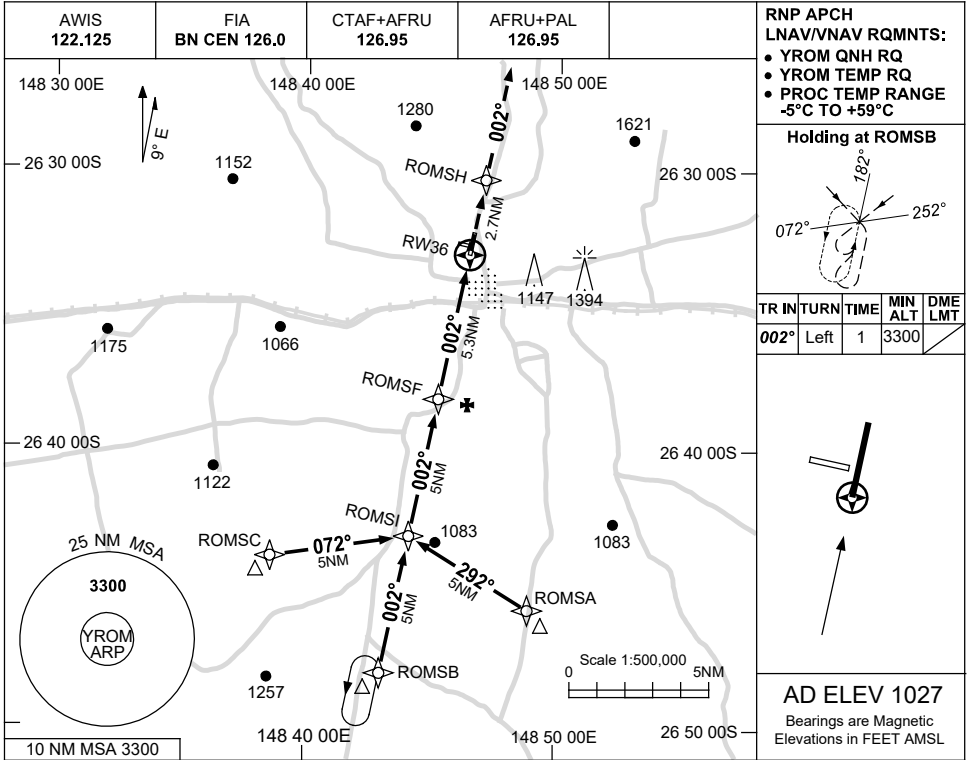 AWIS
122.125
FIA
BN CEN 126.0
CTAF+AFRU
126.95
AFRU+PAL
126.95
RNP APCH
LNAV/VNAV RQMNTS:
● YROM QNH RQ
● YROM TEMP RQ
● PROC TEMP RANGE
-5°C TO +59°C
148 30 00E
148 40 00E
148 50 00E
9° E
1280
002°
1621
26 30 00S
1152
ROMSH
26 30 00S
2.7NM
RW36
1147
1394
1175
1066
002°
5.3NM
ROMSF
26 40 00S
26 40 00S
1122
002°
5NM
ROMSI
1083
1083
ROMSC
072°
5NM
292°
5NM
ROMSA
25 NM MSA
3300
YROM
ARP
002°
5NM
ROMSB
1257
Scale 1:500,000
0
5NM
148 40 00E
148 50 00E
26 50 00S
10 NM MSA 3300
Holding at ROMSB
182°
072°
252°
TR IN
TURN
TIME
MIN
ALT
DME
LMT
002°
Left
1
3300
AD ELEV 1027
Bearings are Magnetic
Elevations in FEET AMSL